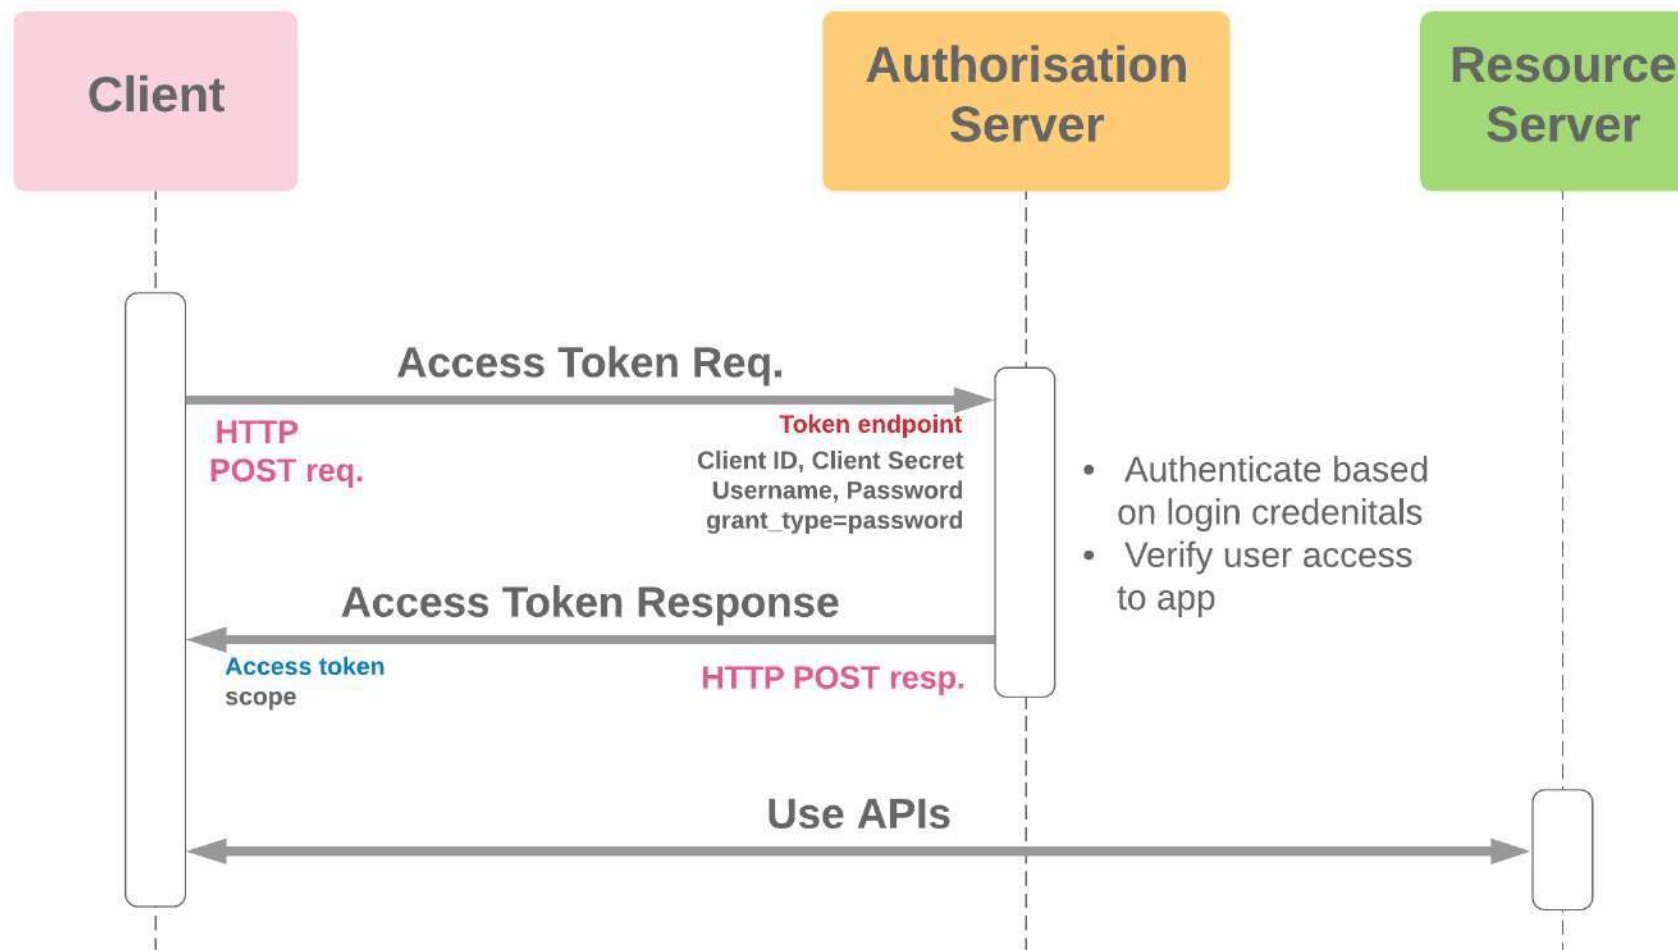 Client
Authorisation
Server
Resource
Server
Access Token Req.
HTTP
POST req.
Token endpoint
Client ID, Client Secret
Username, Password
grant_type=password
• Authenticate based
on login credenitals
• Verify user access
to app
Access Token Response
Access token
scope
HTTP POST resp.
Use APIs